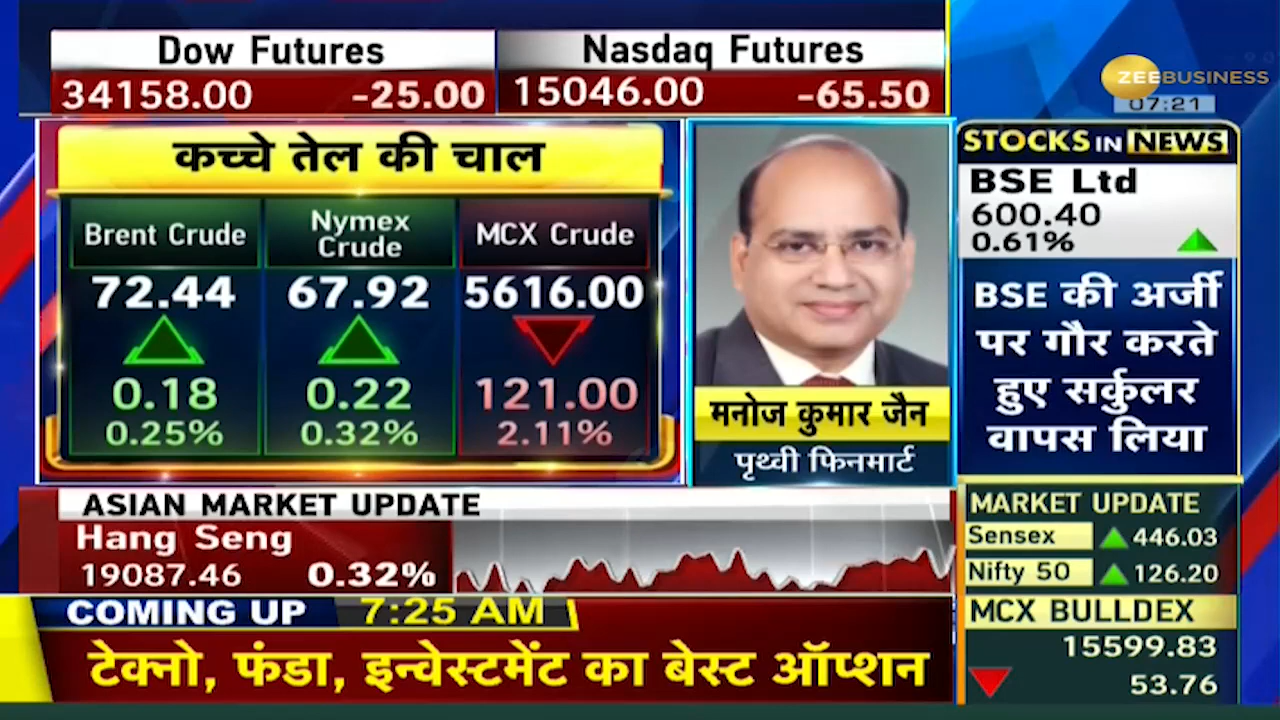 Dow Futures
34158.00 -25.00
Nasdaq Futures
15046.00 -65.50
ZEEBUSINESS
07:21
कच्चे तेल की चाल
Brent Crude
72.44
0.18
0.25%
Nymex
Crude
67.92
0.22
0.32%
MCX Crude
5616.00
121.00
2.11%
मनोज कुमार जैन
पृथ्वी फिनमार्ट
STOCKS IN NEWS
BSE Ltd
600.40
0.61%
BSE की अर्जी
पर गौर करते
हुए सर्कुलर
वापस लिया
ASIAN MARKET UPDATE
Hang Seng
19087.46 0.32%
MARKET UPDATE
Sensex 446.03
Nifty 50 126.20
MCX BULLDEX
15599.83
53.76
COMING UP 7:25 AM
टेक्नो, फंडा, इन्वेस्टमेंट का बेस्ट ऑप्शन